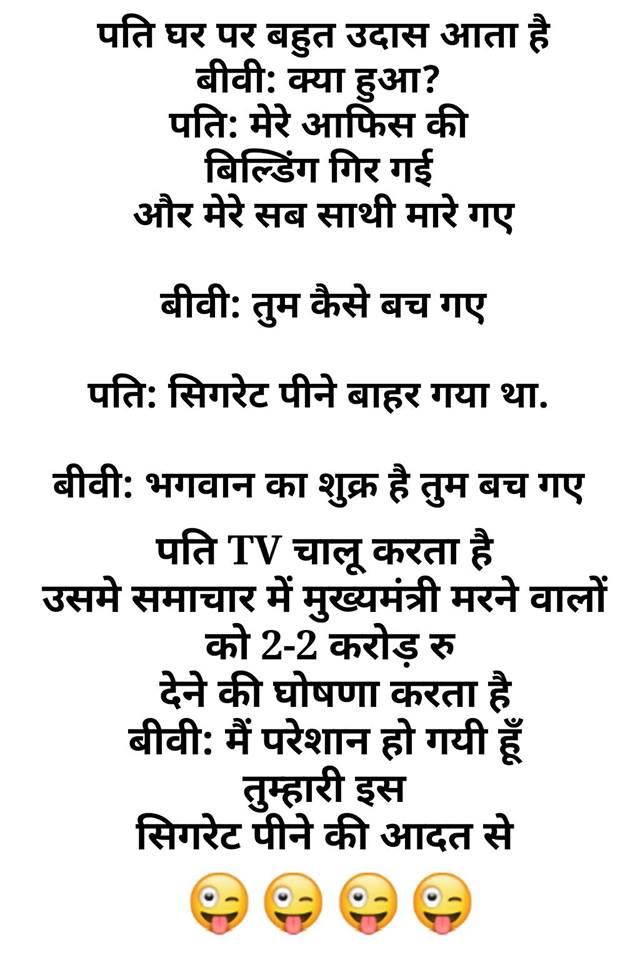 पति घर पर बहुत उदास आता है
बीवी: क्या हुआ?
पति: मेरे आफिस की
बिल्डिंग गिर गई
और मेरे सब साथी मारे गए
बीवी: तुम कैसे बच गए
पति: सिगरेट पीने बाहर गया था.
बीवी: भगवान का शुक्र है तुम बच गए
पति TV चालू करता है
उसमे समाचार में मुख्यमंत्री मरने वालों
को 2-2 करोड़ रु
देने की घोषणा करता है
बीवी: मैं परेशान हो गयी हूँ
तुम्हारी इस
सिगरेट पीने की आदत से